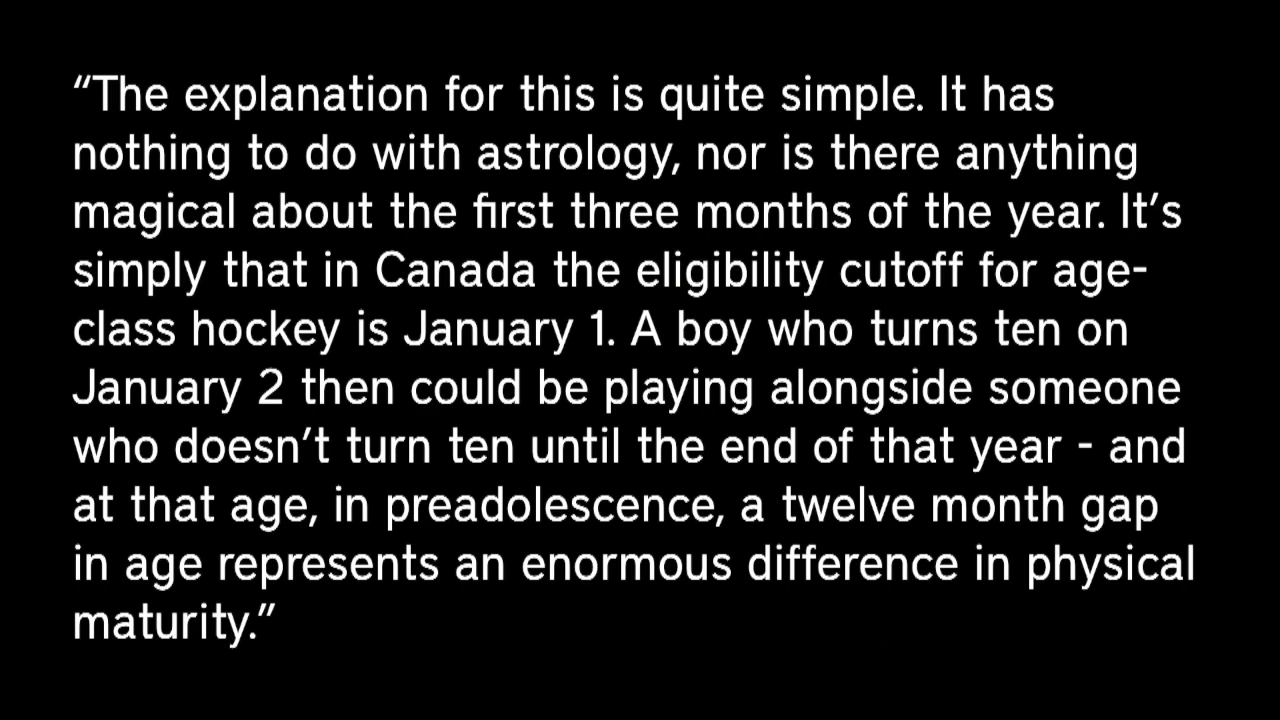 “The explanation for this is quite simple. It has
nothing to do with astrology, nor is there anything
magical about the first three months of the year. It’s
simply that in Canada the eligibility cutoff for age-
class hockey is January 1. A boy who turns ten on
January 2 then could be playing alongside someone
who doesn’t turn ten until the end of that year - and
at that age, in preadolescence, a twelve month gap
in age represents an enormous difference in physical
maturity.”